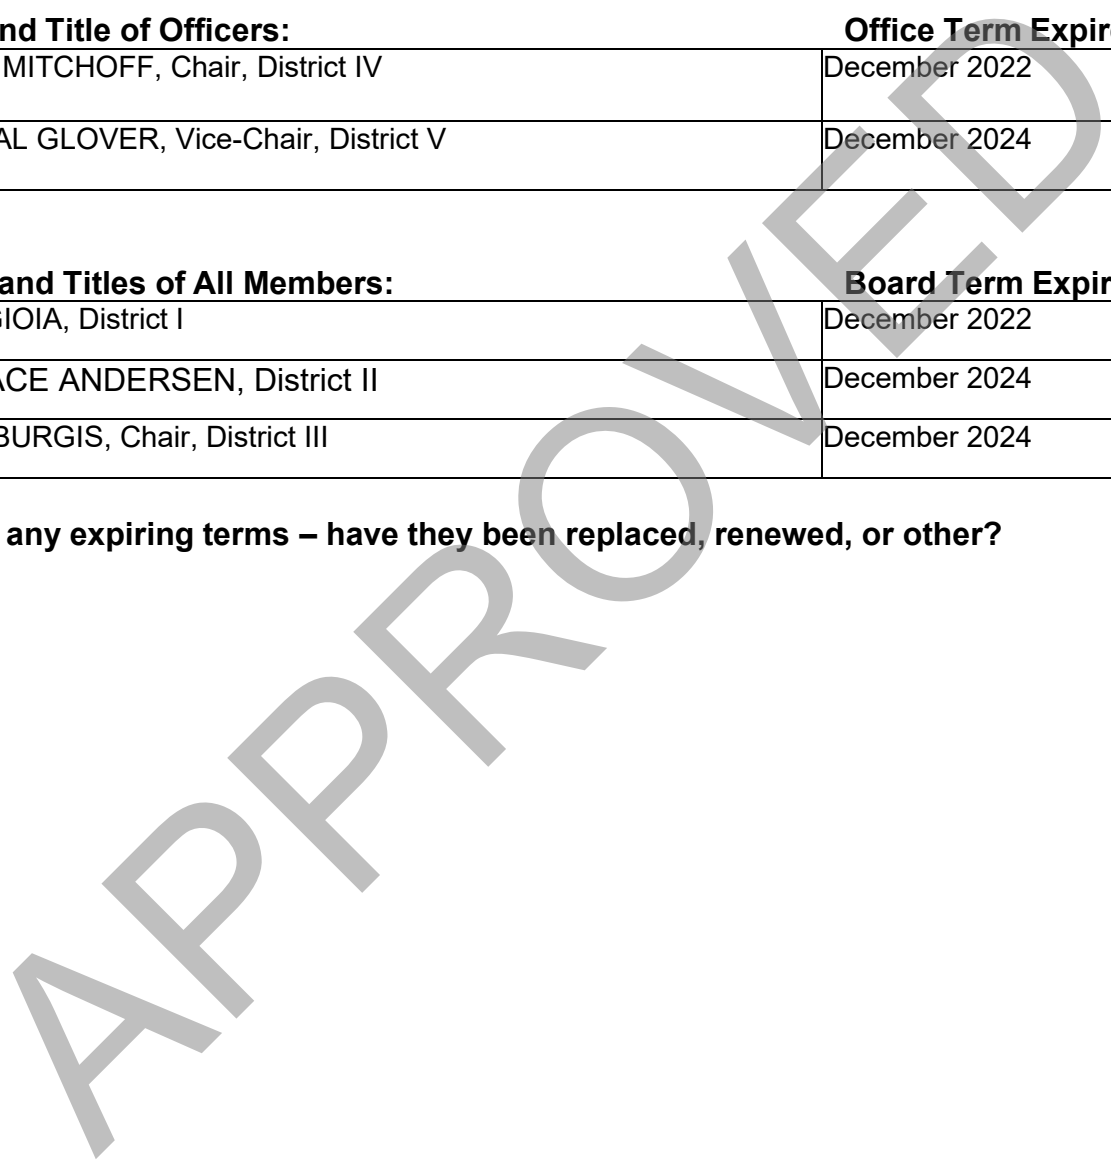 nd Title of Officers: Office Term Expir
MITCHOFF, Chair, District IV December 2022
AL GLOVER, Vice-Chair, District V December 2024
and Titles of All Members: Board Term Expir
GIOIA, District I December 2022
ACE ANDERSEN, District II December 2024
BURGIS, Chair, District III December 2024
any expiring terms – have they been replaced, renewed, or other?
APPROVED